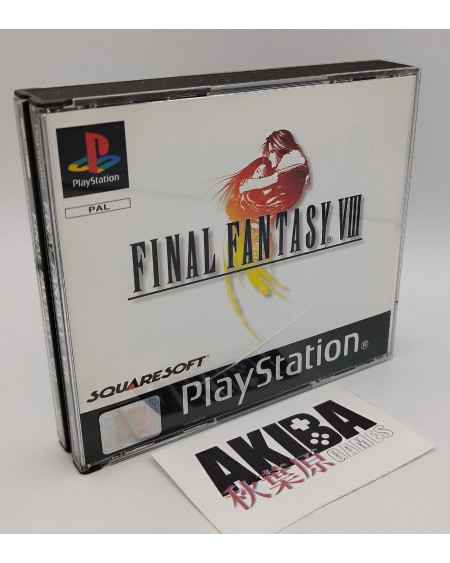 PlayStation
PAL
FINAL FANTASY® VIII
SQUARESOFT®
PlayStation®
AKIBA
秋葉原
GAMES